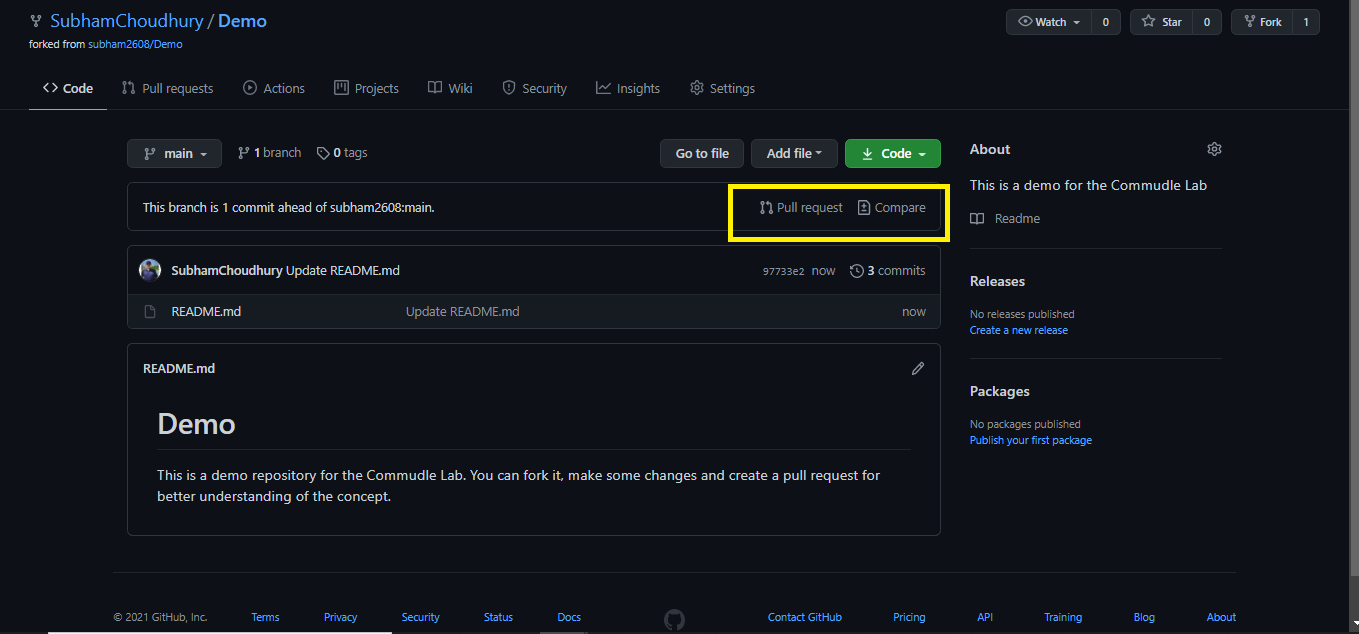 SubhamChoudhury / Demo
Watch 0 Star 0 Fork 1
forked from subham2608/Demo
Code Pull requests Actions Projects Wiki Security Insights Settings
main 1 branch 0 tags Go to file Add file Code
This branch is 1 commit ahead of subham2608:main. Pull request Compare
SubhamChoudhury Update README.md 97733e2 now 3 commits
README.md Update README.md now
README.md
Demo
This is a demo repository for the Commudle Lab. You can fork it, make some changes and create a pull request for
better understanding of the concept.
About
This is a demo for the Commudle Lab
Readme
Releases
No releases published
Create a new release
Packages
No packages published
Publish your first package
© 2021 GitHub, Inc. Terms Privacy Security Status Docs Contact GitHub Pricing API Training Blog About